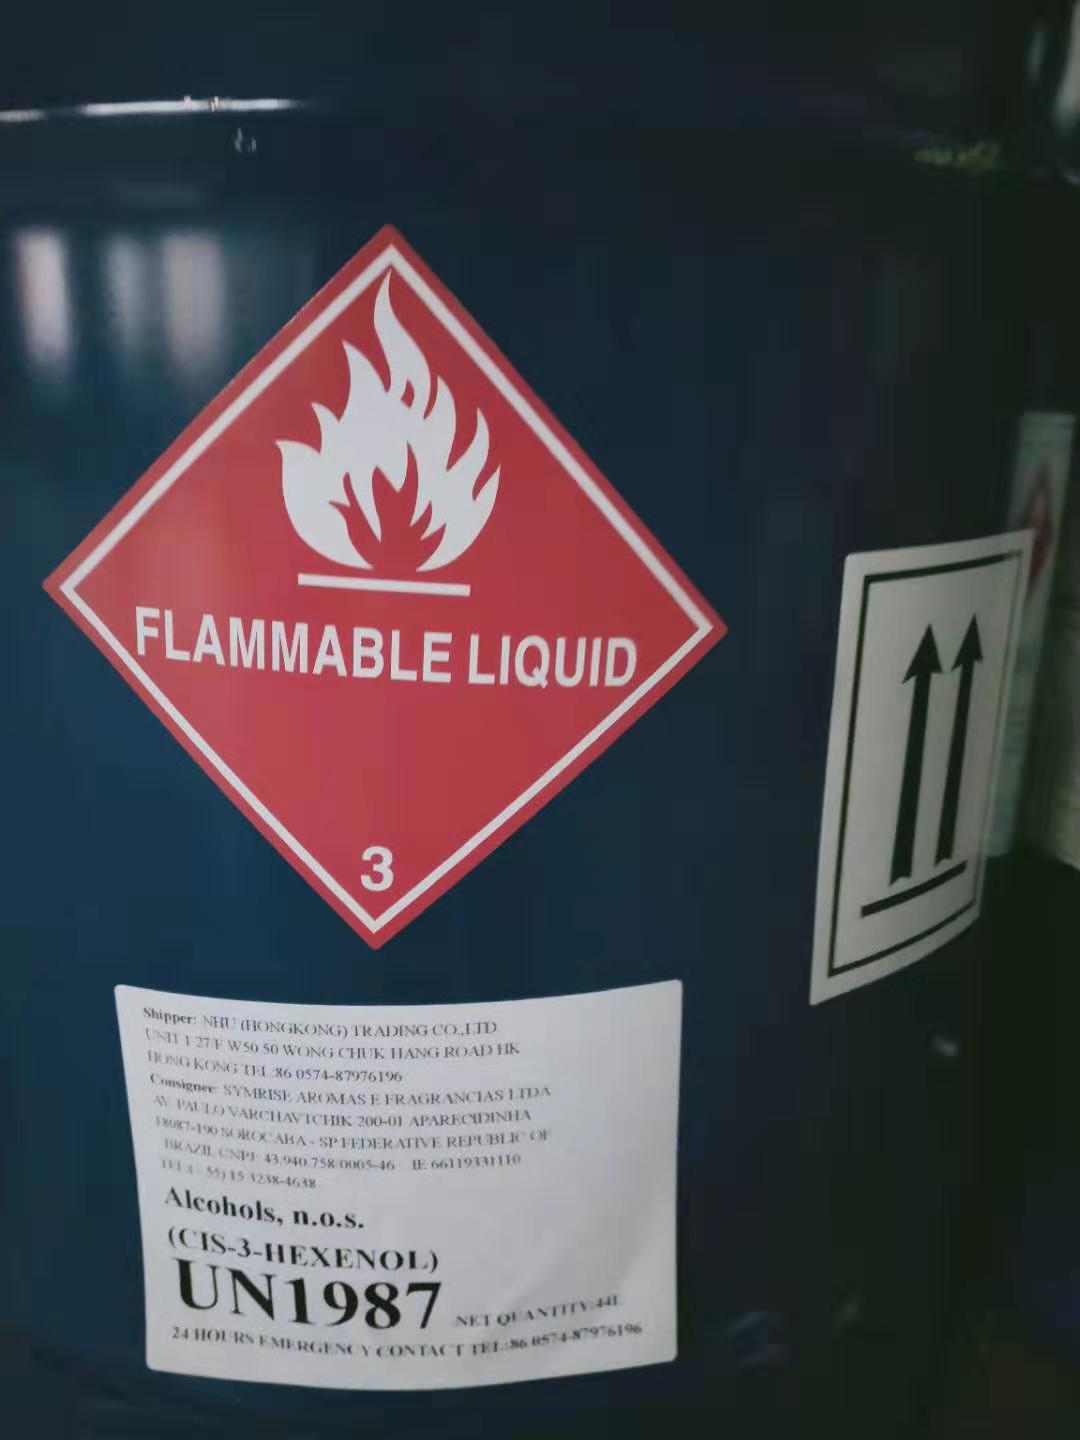 FLAMMABLE LIQUID
3
Shipper: NHU (HONGKONG) TRADING CO.,LTD
UNIT 1 27/F W50 50 WONG CHUK HANG ROAD HK
HONG KONG TEL:86 0574-87976196
Consignee: SYMRISE AROMAS E FRAGRANCIAS LTDA
AV PAULO VARCHAVTCHIK 200-01 APARECIDINHA
18087-190 SOROCABA - SP FEDERATIVE REPUBLIC OF
BRAZIL CNPJ: 43.940.758/0005-46 IE 66119331110
TEL:(+55) 15 3238-4638
Alcohols, n.o.s.
(CIS-3-HEXENOL)
UN1987 NET QUANTITY:44L
24 HOURS EMERGENCY CONTACT TEL:86 0574-87976196